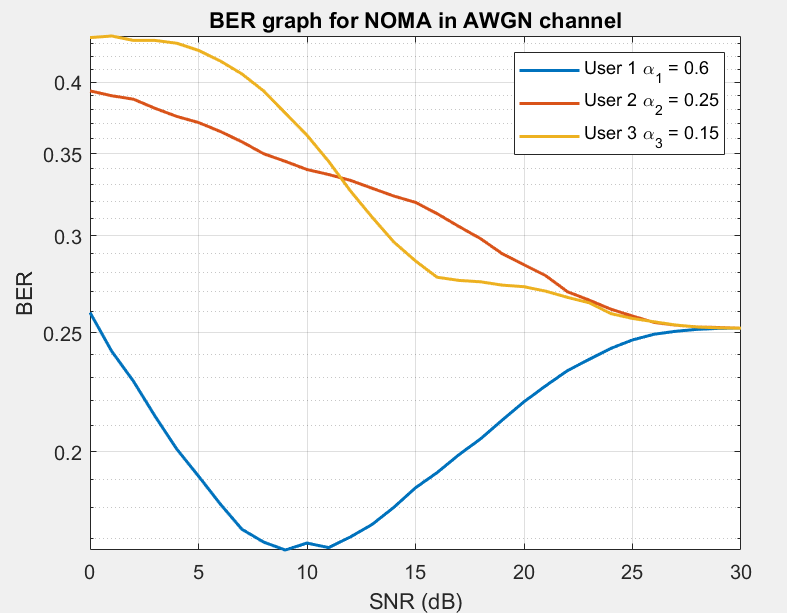 BER graph for NOMA in AWGN channel
User 1 α₁ = 0.6
User 2 α₂ = 0.25
User 3 α₃ = 0.15
BER
0.4
0.35
0.3
0.25
0.2
0 5 10 15 20 25 30
SNR (dB)